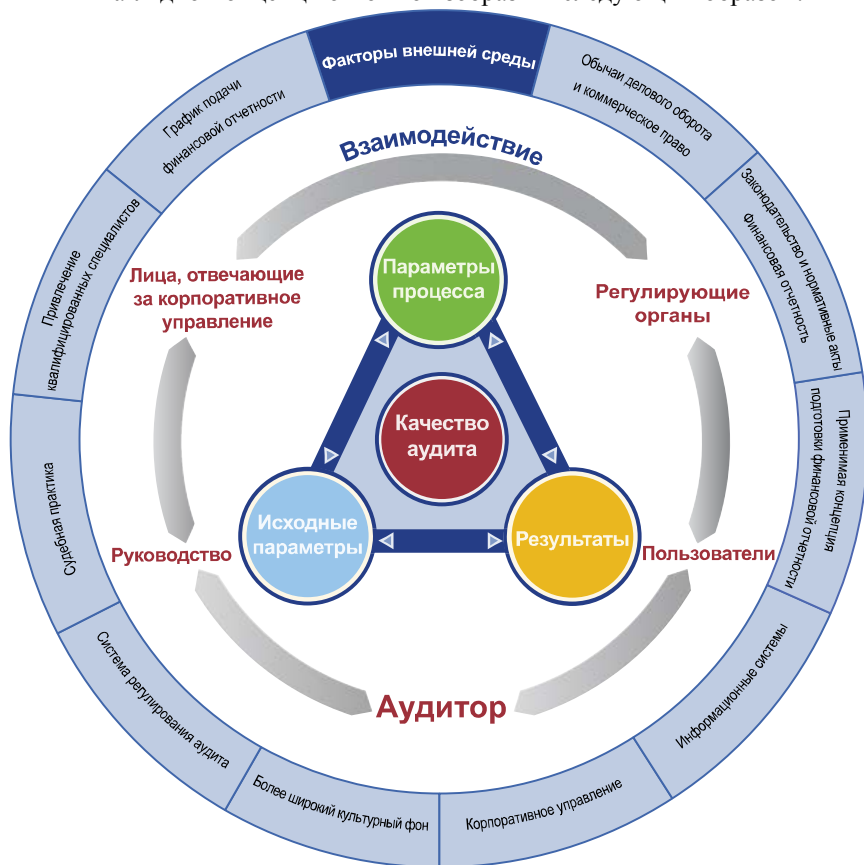 Факторы внешней среды
Обычаи делового оборота
и коммерческое право
Законодательство и нормативные акты
Финансовая отчетность
Применимая концепция
подготовки финансовой отчетности
Информационные системы
Корпоративное управление
Более широкий культурный фон
Система регулирования аудита
Судебная практика
Привлечение
квалифицированных специалистов
График подачи
финансовой отчетности
Взаимодействие
Лица, отвечающие
за корпоративное
управление
Регулирующие
органы
Руководство
Пользователи
Аудитор
Параметры
процесса
Качество
аудита
Исходные
параметры
Результаты